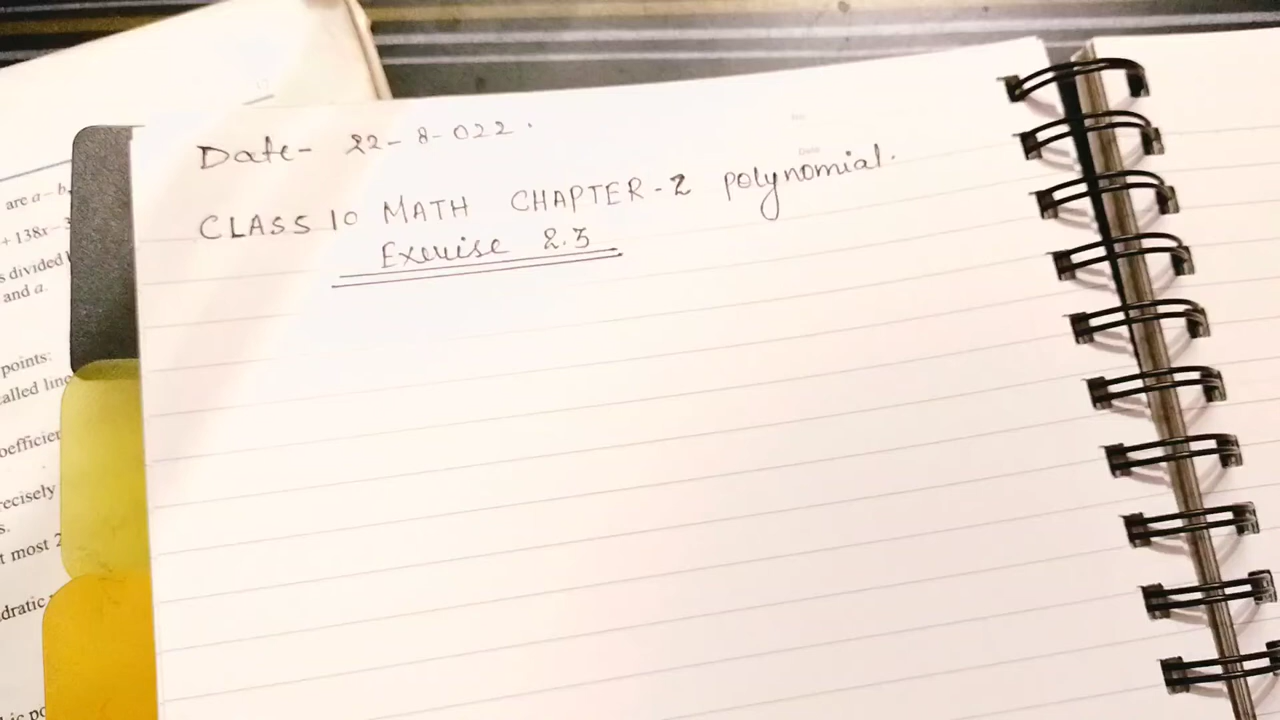 Date- 22-8-022.
CLASS 10 MATH CHAPTER-2 polynomial.
Exercise 2.3
are a – b,
+ 138x –
s divided
and a.
points:
alled
oefficien
recisely
s.
t most 2
dratic